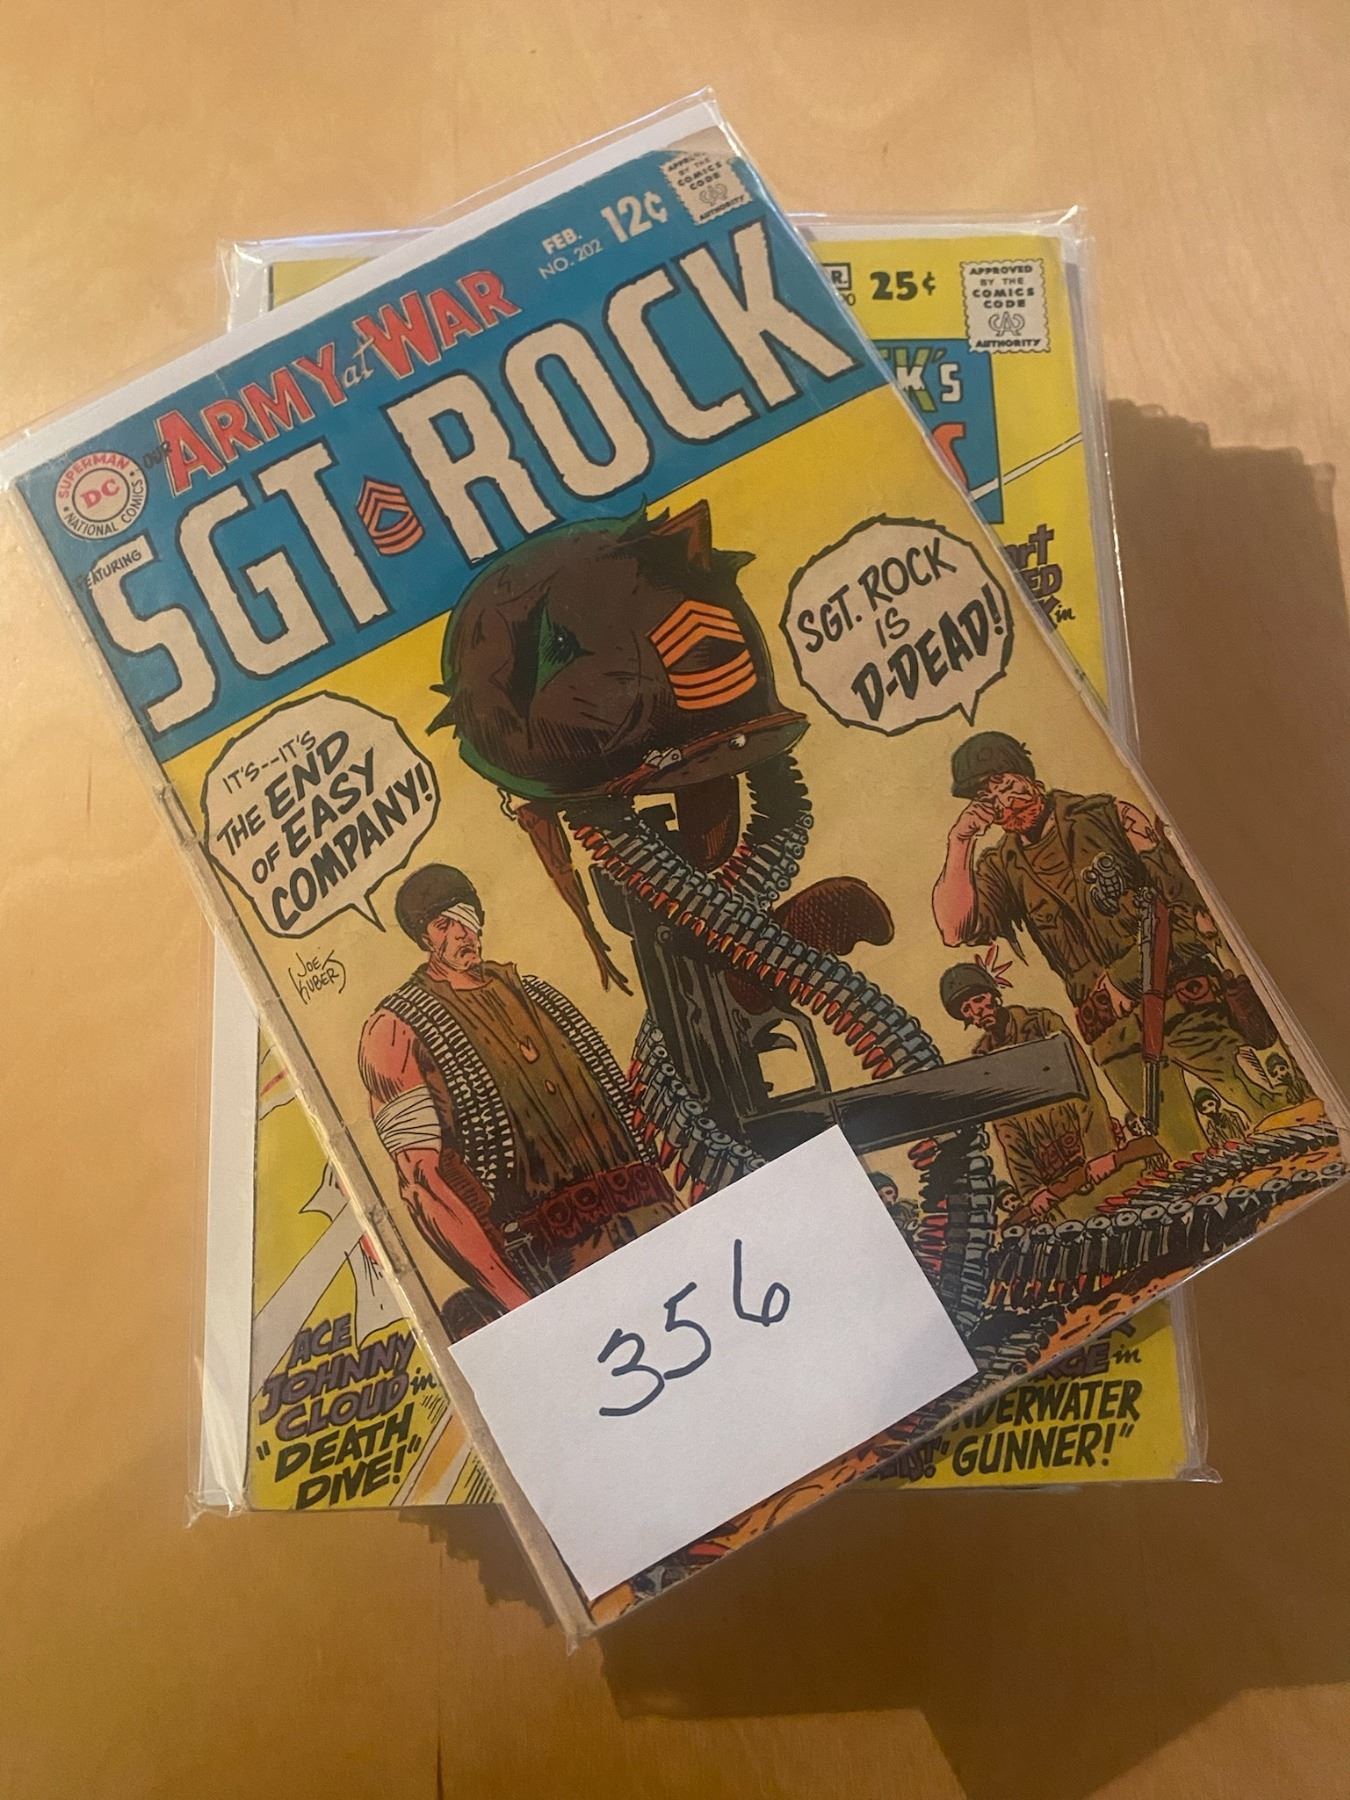 FEB.
NO. 202
12¢
APPROVED
BY THE
COMICS
CODE
AUTHORITY
OUR ARMY at WAR
SUPERMAN
DC
NATIONAL COMICS
FEATURING
SGT ROCK
IT'S--IT'S
THE END
OF EASY
COMPANY!
SGT. ROCK
IS
D-DEAD!
JOE
KUBERT
356
25¢
APPROVED
BY THE
COMICS
CODE
CA
AUTHORITY
K'S
in
ACE
JOHNNY
CLOUD in
"DEATH
DIVE!"
in
"GUNNER!"